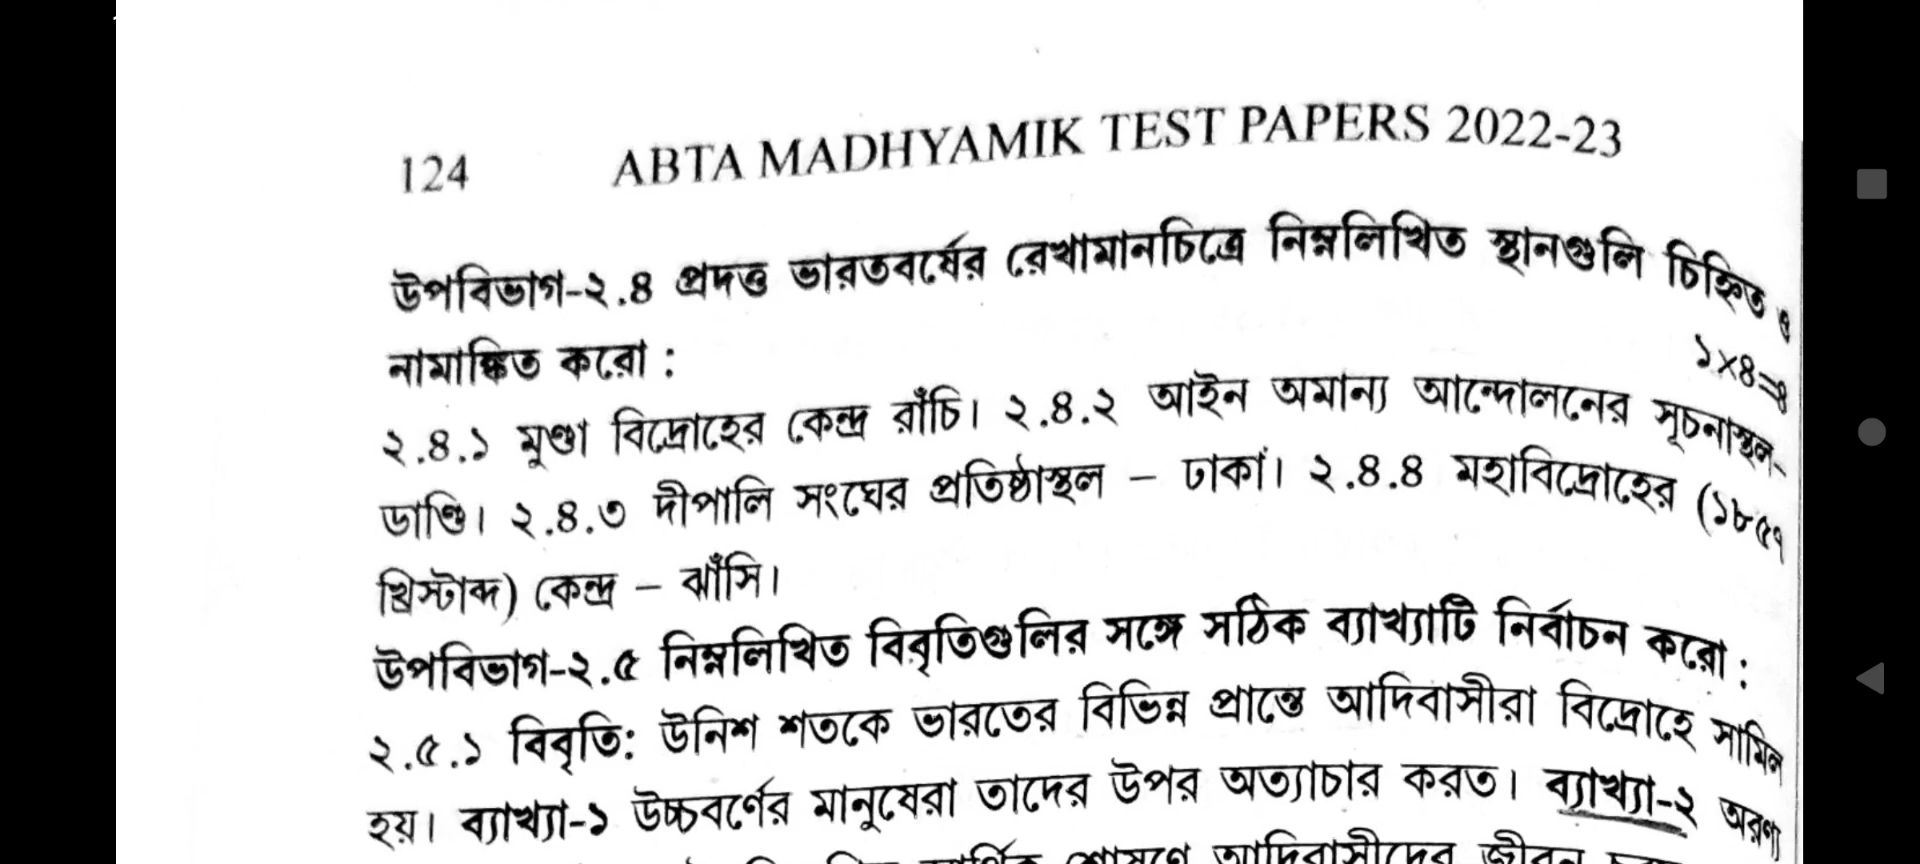 124 ABTA MADHYAMIK TEST PAPERS 2022-23
উপবিভাগ-২.৪ প্রদত্ত ভারতবর্ষের রেখামানচিত্রে নিম্নলিখিত স্থানগুলি চিহ্নিত ও
নামাঙ্কিত করো : ১×৪=৪
২.৪.১ মুণ্ডা বিদ্রোহের কেন্দ্র রাঁচি। ২.৪.২ আইন অমান্য আন্দোলনের সূচনাস্থল-
ডাণ্ডি। ২.৪.৩ দীপালি সংঘের প্রতিষ্ঠাস্থল – ঢাকা। ২.৪.৪ মহাবিদ্রোহের (১৮৫৭
খ্রিস্টাব্দ) কেন্দ্র – ঝাঁসি।
উপবিভাগ-২.৫ নিম্নলিখিত বিবৃতিগুলির সঙ্গে সঠিক ব্যাখ্যাটি নির্বাচন করো :
২.৫.১ বিবৃতি: উনিশ শতকে ভারতের বিভিন্ন প্রান্তে আদিবাসীরা বিদ্রোহে সামিল
হয়। ব্যাখ্যা-১ উচ্চবর্ণের মানুষেরা তাদের উপর অত্যাচার করত। ব্যাখ্যা-২ অরণ্য
আদিবাসীদের জীবন